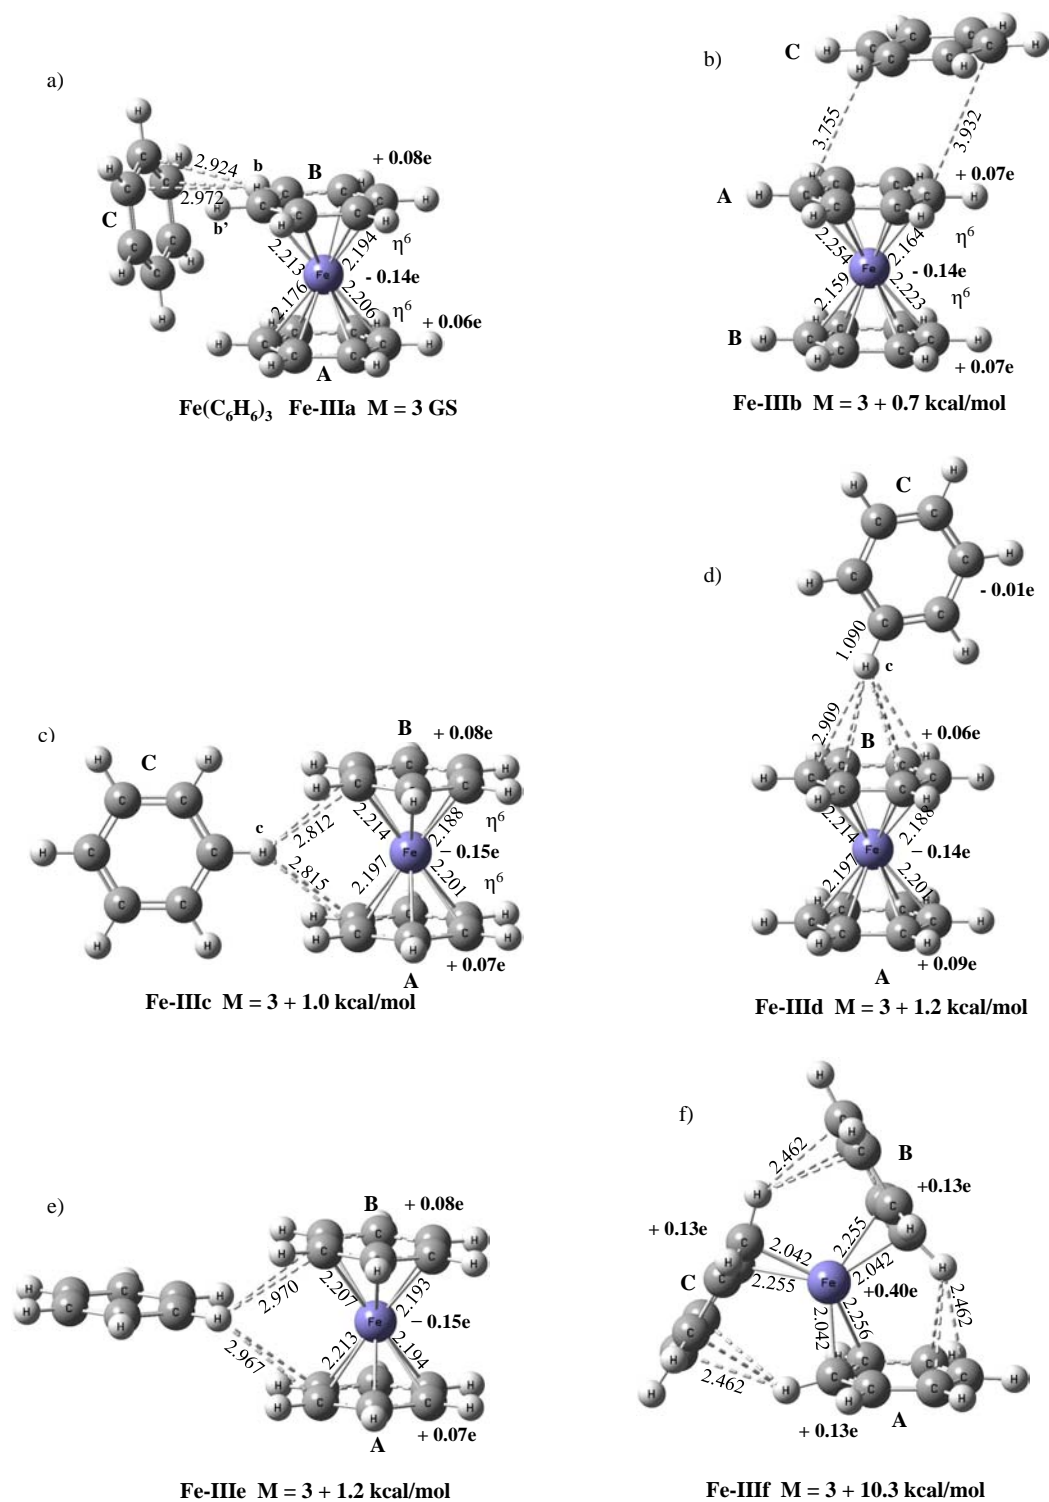 a)
2.924
2.972
b
b'
C
B
+ 0.08e
η⁶
2.213
2.194
Fe
- 0.14e
2.176
2.206
η⁶
+ 0.06e
A
Fe(C₆H₆)₃ Fe-IIIa M = 3 GS
b)
C
3.755
3.932
A
+ 0.07e
2.254
2.164
η⁶
Fe
- 0.14e
2.159
2.223
η⁶
B
+ 0.07e
Fe-IIIb M = 3 + 0.7 kcal/mol
c)
C
c
B
+ 0.08e
2.812
2.214
2.188
η⁶
Fe
− 0.15e
2.815
2.197
2.201
η⁶
+ 0.07e
A
Fe-IIIc M = 3 + 1.0 kcal/mol
d)
C
- 0.01e
1.090
c
2.909
B
+ 0.06e
2.214
2.188
Fe
− 0.14e
2.197
2.201
A
+ 0.09e
Fe-IIId M = 3 + 1.2 kcal/mol
e)
B
+ 0.08e
2.970
2.207
2.193
Fe
− 0.15e
2.967
2.213
2.194
A
+ 0.07e
Fe-IIIe M = 3 + 1.2 kcal/mol
f)
2.462
B
+0.13e
+ 0.13e
2.042
2.255
C
2.255
2.042
Fe
+0.40e
2.042
2.256
2.462
2.462
A
+ 0.13e
Fe-IIIf M = 3 + 10.3 kcal/mol